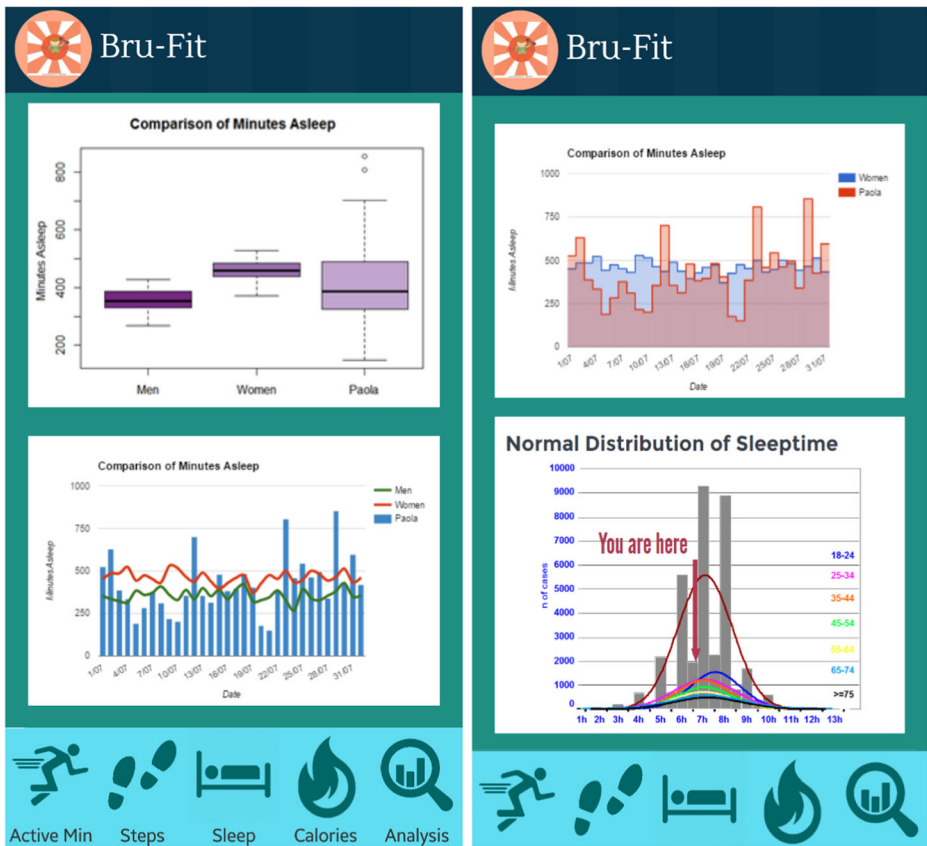 Bru-Fit
Comparison of Minutes Asleep
Minutes Asleep
800
600
400
200
Men Women Paola
Comparison of Minutes Asleep
Minutes Asleep
1000
750
500
250
0
Men
Women
Paola
1/07 4/07 7/07 10/07 13/07 16/07 19/07 22/07 25/07 28/07 31/07
Date
Active Min Steps Sleep Calories Analysis
Bru-Fit
Comparison of Minutes Asleep
Minutes Asleep
1000
750
500
250
0
Women
Paola
1/07 4/07 7/07 10/07 13/07 16/07 19/07 22/07 25/07 28/07 31/07
Date
Normal Distribution of Sleeptime
n of cases
10000
9000
8000
7000
6000
5000
4000
3000
2000
1000
0
You are here
18-24
25-34
35-44
45-54
55-64
65-74
>=75
1h 2h 3h 4h 5h 6h 7h 8h 9h 10h 11h 12h 13h